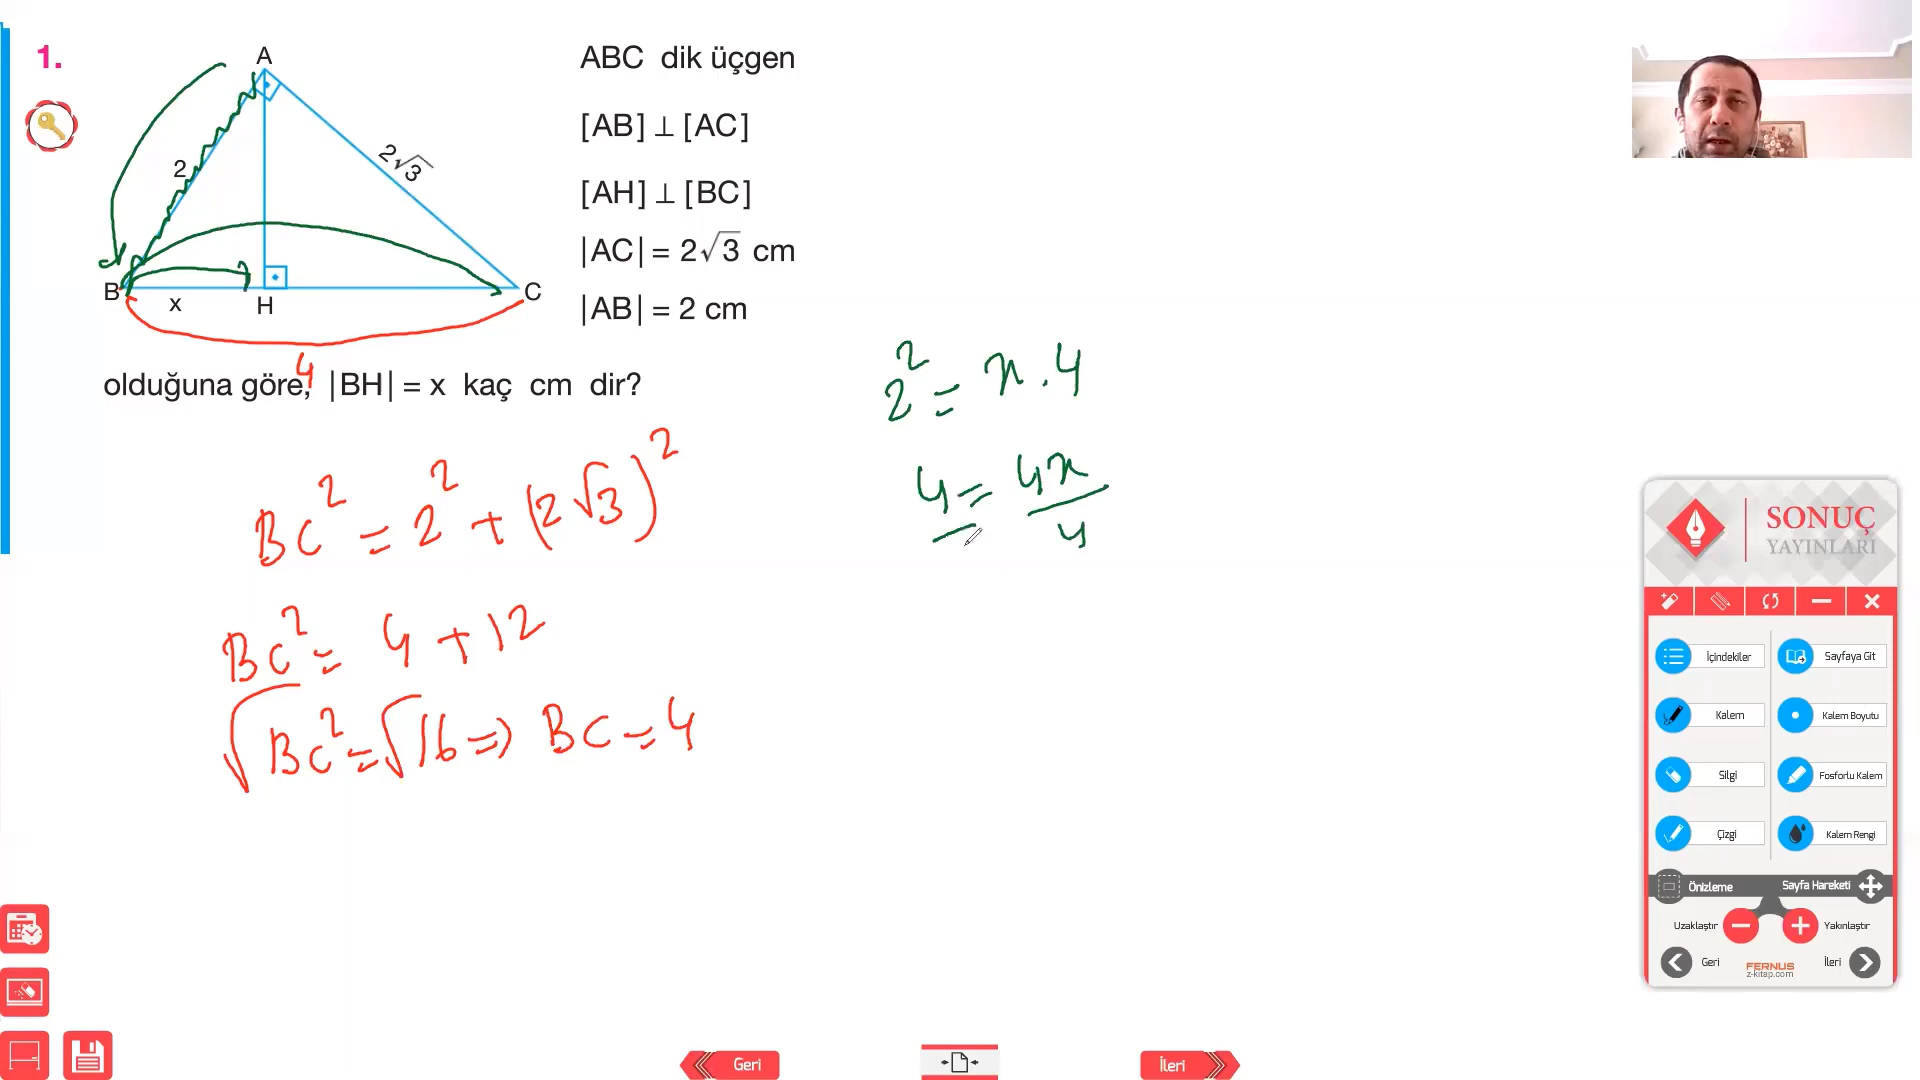 1.
A
ABC dik üçgen
[AB] ⊥ [AC]
2
2√3
[AH] ⊥ [BC]
|AC| = 2√3 cm
B
x
H
C
|AB| = 2 cm
4
olduğuna göre, |BH| = x kaç cm dir?
BC² = 2² + (2√3)²
BC² = 4 + 12
√BC² = √16 ⇒ BC = 4
2² = x . 4
4 = 4x
4
SONUÇ
YAYINLARI
İçindekiler
Sayfaya Git
Kalem
Kalem Boyutu
Silgi
Fosforlu Kalem
Çizgi
Kalem Rengi
Önizleme
Sayfa Hareketi
Uzaklaştır
Yakınlaştır
Geri
FERNUS
z-kitap.com
İleri
Geri
İleri